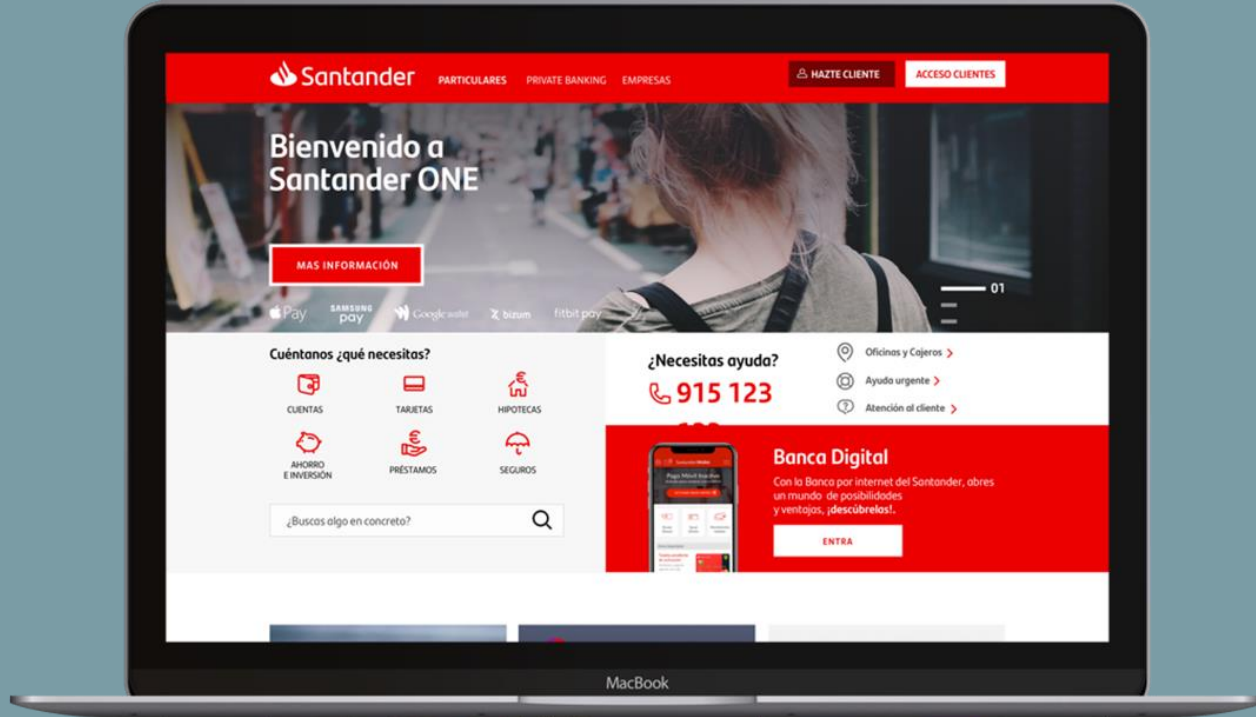 Santander
PARTICULARES
PRIVATE BANKING
EMPRESAS
HAZTE CLIENTE
ACCESO CLIENTES
Bienvenido a
Santander ONE
MAS INFORMACIÓN
01
Pay
SAMSUNG
pay
Google wallet
bizum
fitbit pay
Cuéntanos ¿qué necesitas?
CUENTAS
TARJETAS
HIPOTECAS
AHORRO
E INVERSIÓN
PRÉSTAMOS
SEGUROS
¿Buscas algo en concreto?
¿Necesitas ayuda?
915 123
Oficinas y Cajeros
Ayuda urgente
Atención al cliente
Banca Digital
Con la Banca por internet del Santander, abres
un mundo de posibilidades
y ventajas, ¡descúbrelas!.
ENTRA
MacBook